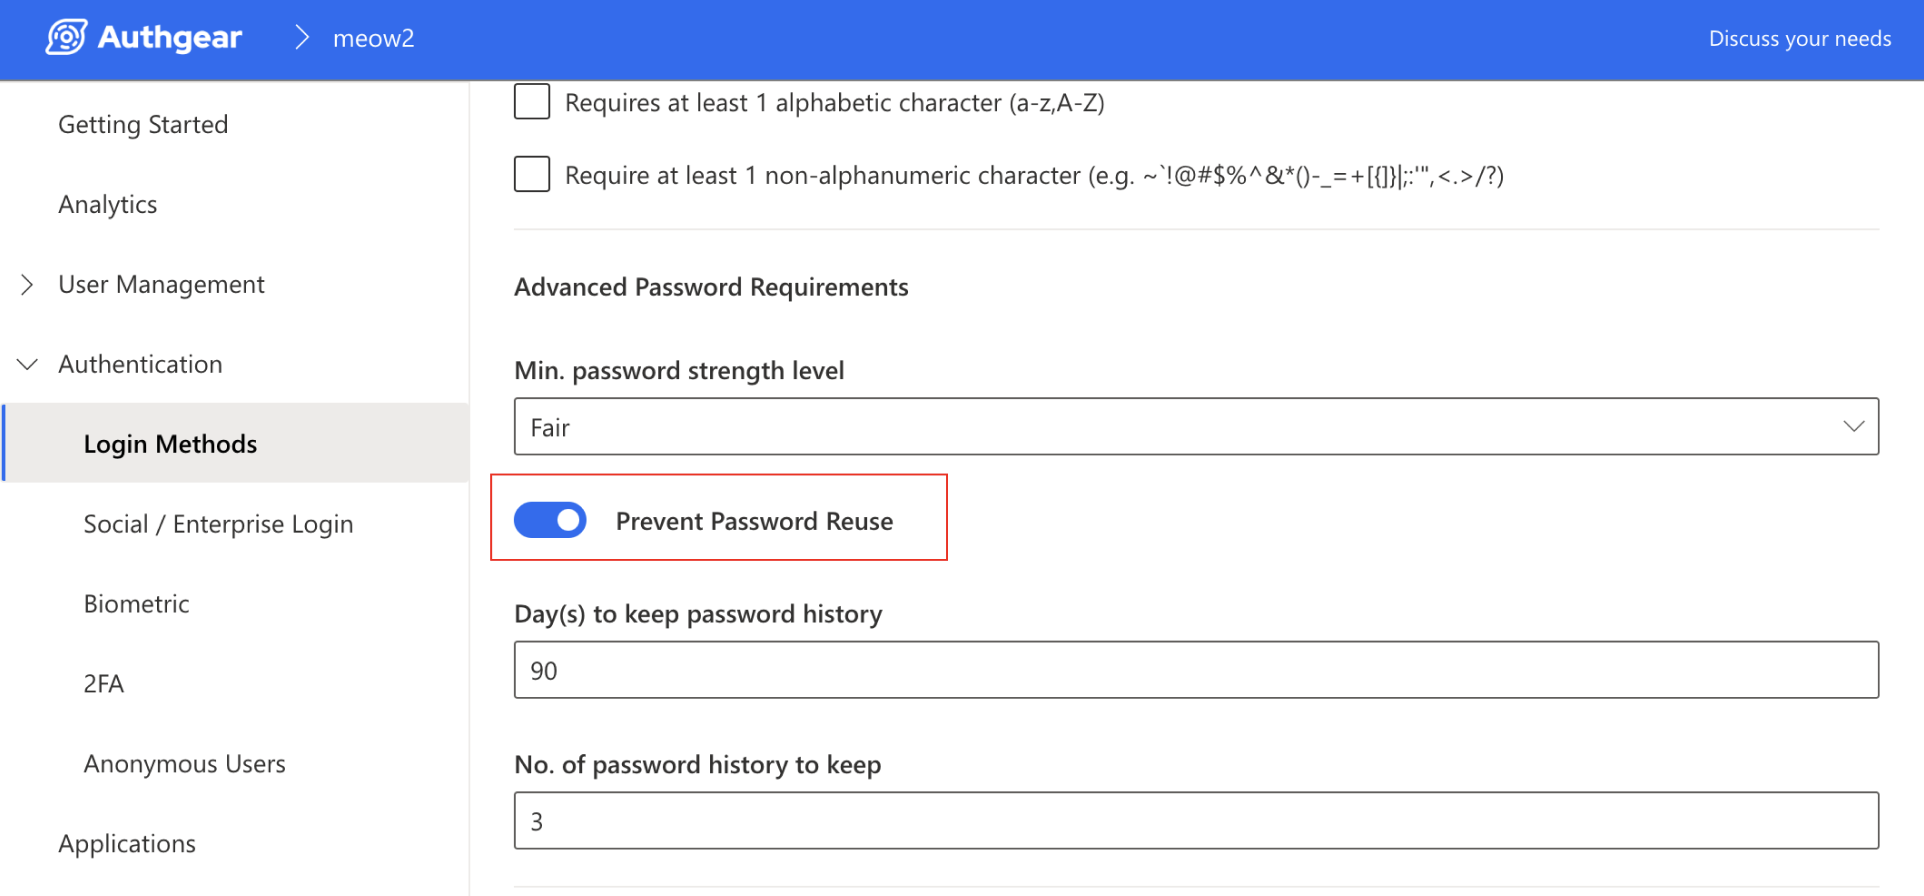 Authgear
meow2
Discuss your needs
Getting Started
Analytics
User Management
Authentication
Login Methods
Social / Enterprise Login
Biometric
2FA
Anonymous Users
Applications
Requires at least 1 alphabetic character (a-z,A-Z)
Require at least 1 non-alphanumeric character (e.g. ~`!@#$%^&*()-_=+[{]}|;:'",<.>/?)
Advanced Password Requirements
Min. password strength level
Fair
Prevent Password Reuse
Day(s) to keep password history
90
No. of password history to keep
3